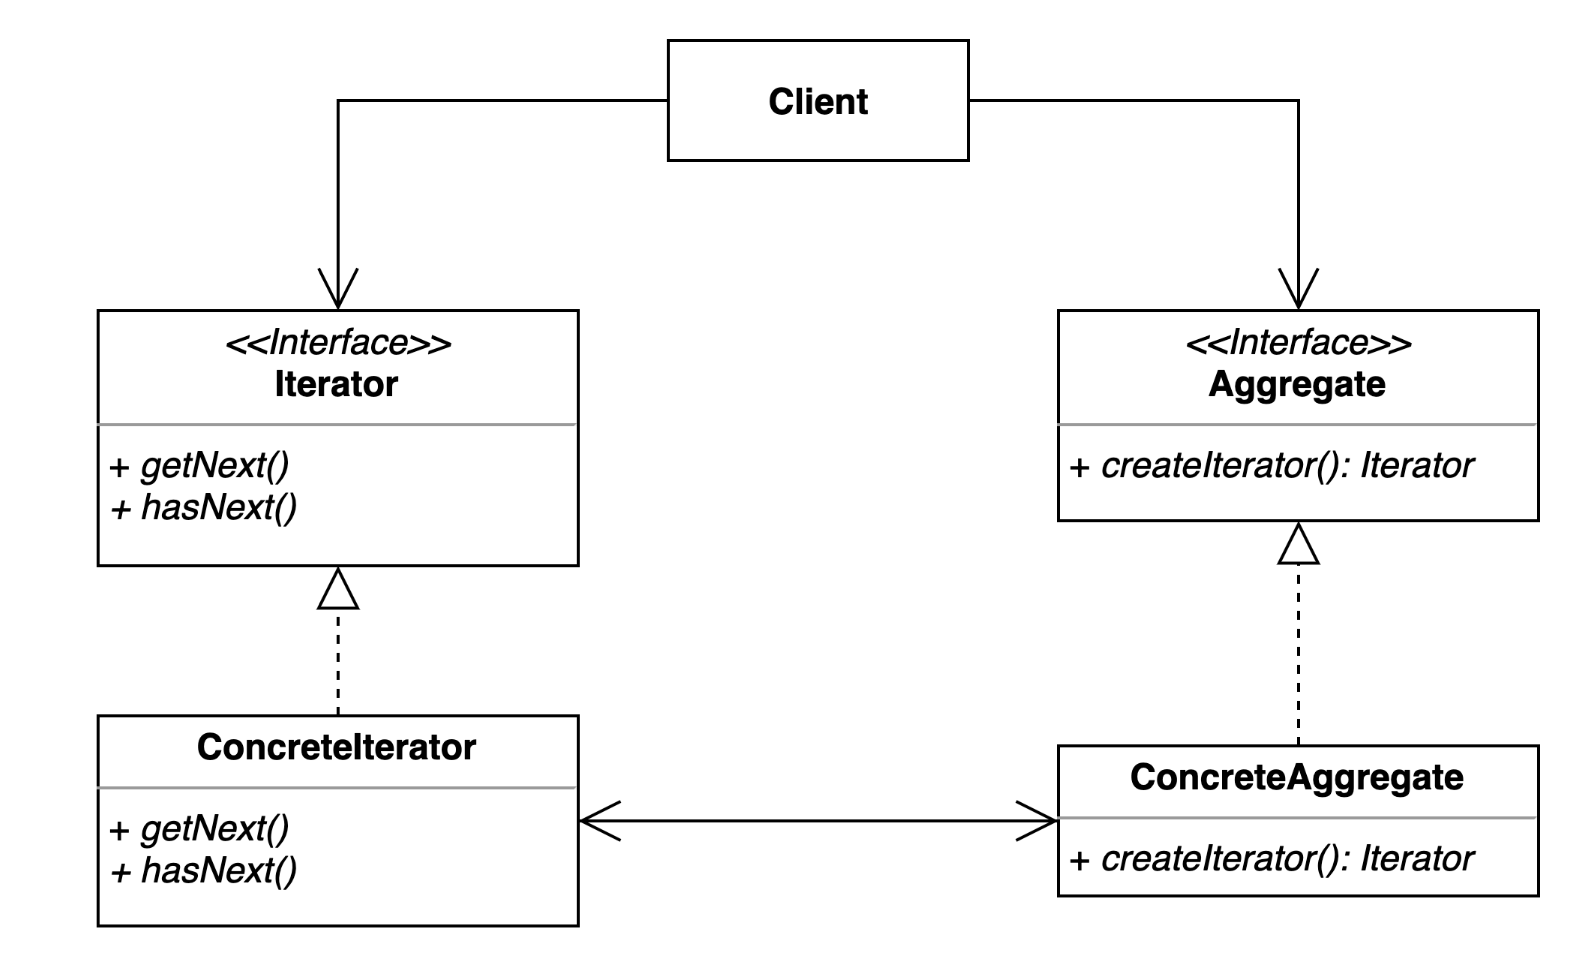 Client
<<Interface>>
Iterator
+ getNext()
+ hasNext()
<<Interface>>
Aggregate
+ createIterator(): Iterator
ConcreteIterator
+ getNext()
+ hasNext()
ConcreteAggregate
+ createIterator(): Iterator